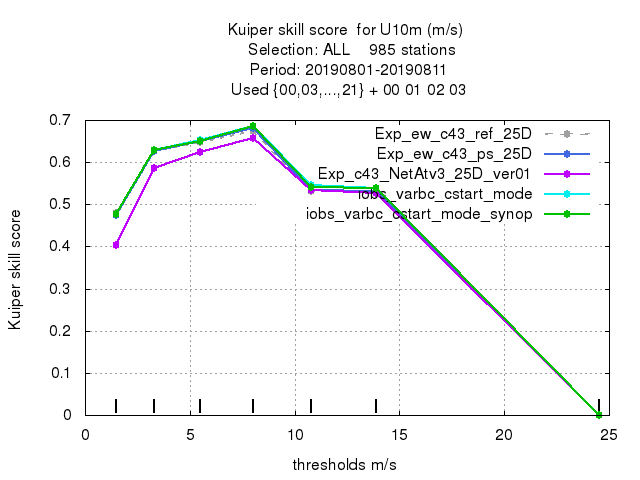 Kuiper skill score for U10m (m/s)
Selection: ALL 985 stations
Period: 20190801-20190811
Used {00,03,...,21} + 00 01 02 03
Exp_ew_c43_ref_25D
Exp_ew_c43_ps_25D
Exp_c43_NetAtv3_25D_ver01
iobs_varbc_cstart_mode
iobs_varbc_cstart_mode_synop
Kuiper skill score
0.7
0.6
0.5
0.4
0.3
0.2
0.1
0
0 5 10 15 20 25
thresholds m/s